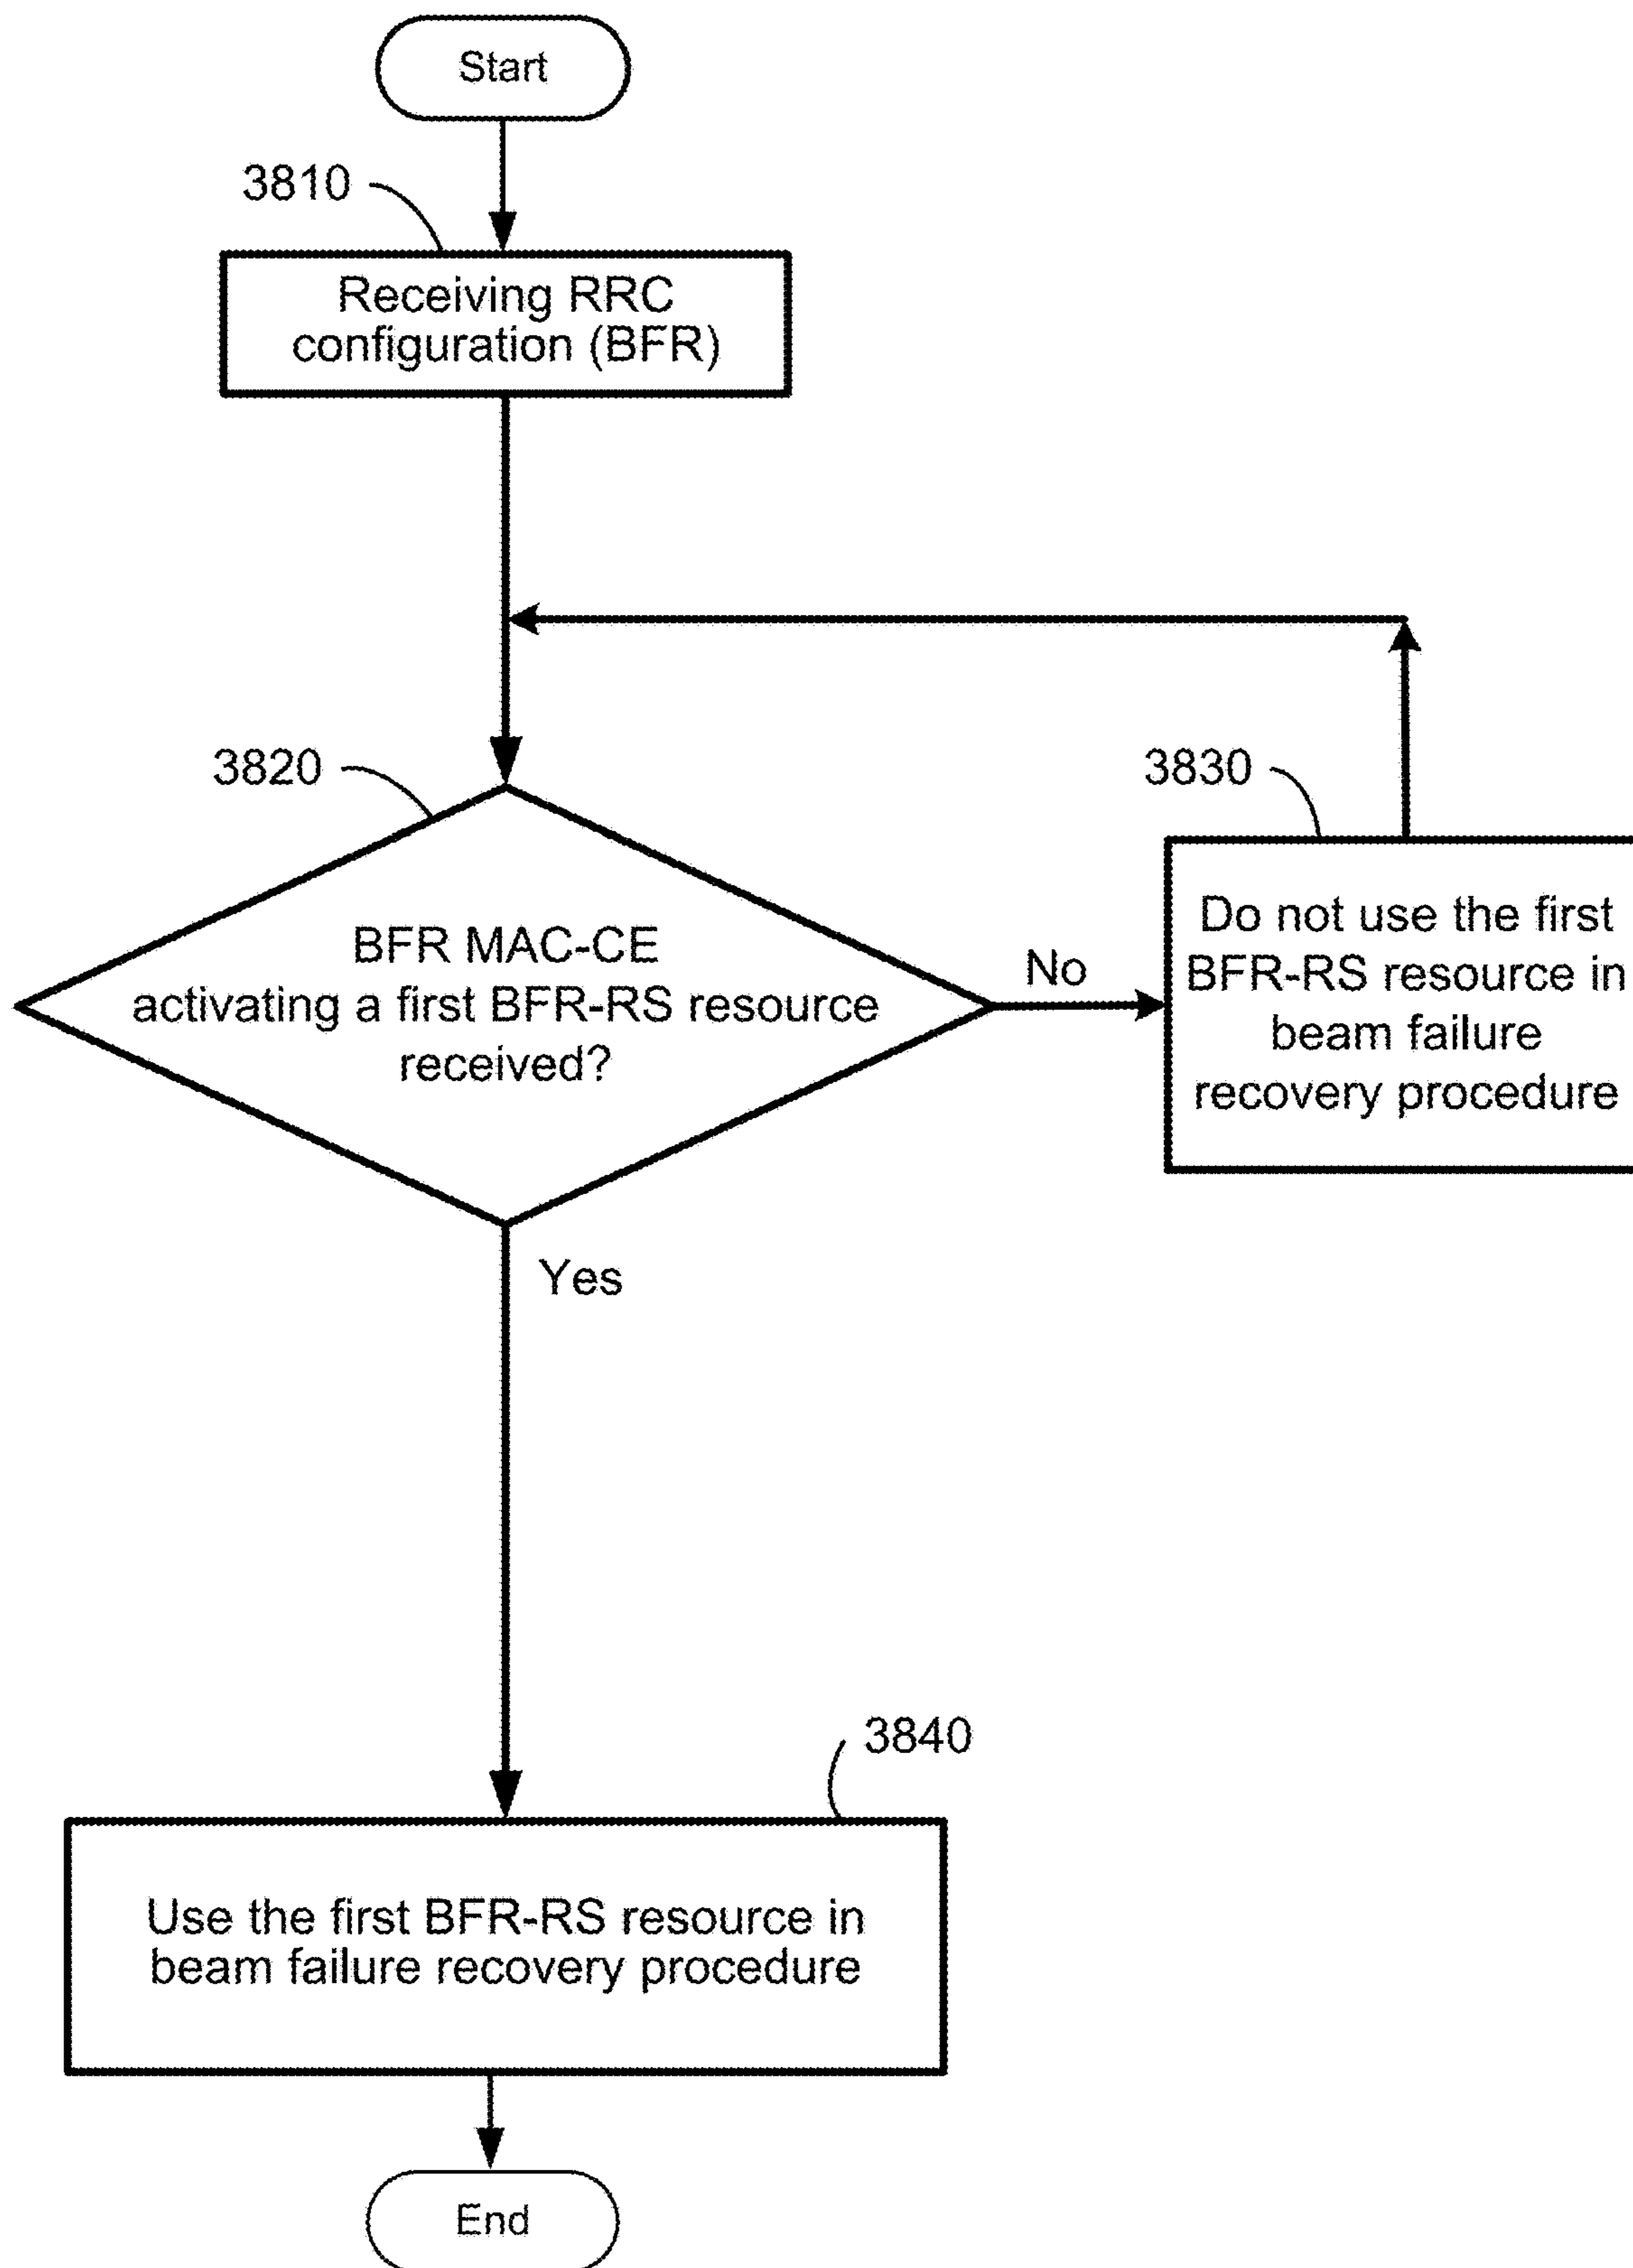 Start
3810
Receiving RRC
configuration (BFR)
3820
BFR MAC-CE
activating a first BFR-RS resource
received?
No
3830
Do not use the first
BFR-RS resource in
beam failure
recovery procedure
Yes
3840
Use the first BFR-RS resource in
beam failure recovery procedure
End